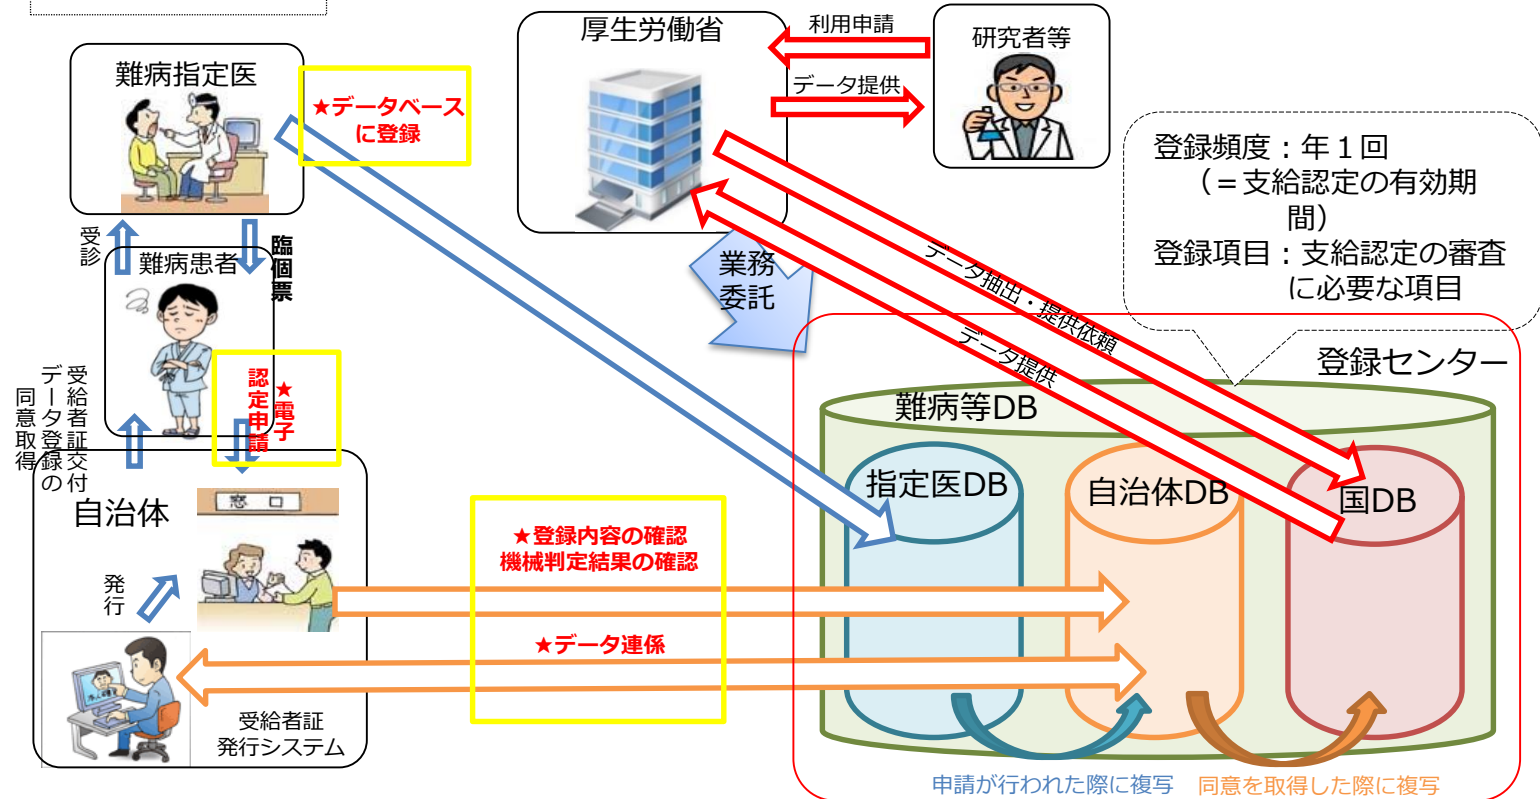 厚生労働省
利用申請
データ提供
研究者等
難病指定医
★データベース
に登録
登録頻度：年１回
（＝支給認定の有効期
間）
登録項目：支給認定の審査
に必要な項目
受診
臨個票
難病患者
業務
委託
データ抽出・提供依頼
データ提供
登録センター
★電子
認定申請
受給者証交付
データ登録の
同意取得
難病等DB
指定医DB
自治体DB
国DB
自治体
窓口
★登録内容の確認
機械判定結果の確認
発行
★データ連係
受給者証
発行システム
申請が行われた際に複写
同意を取得した際に複写